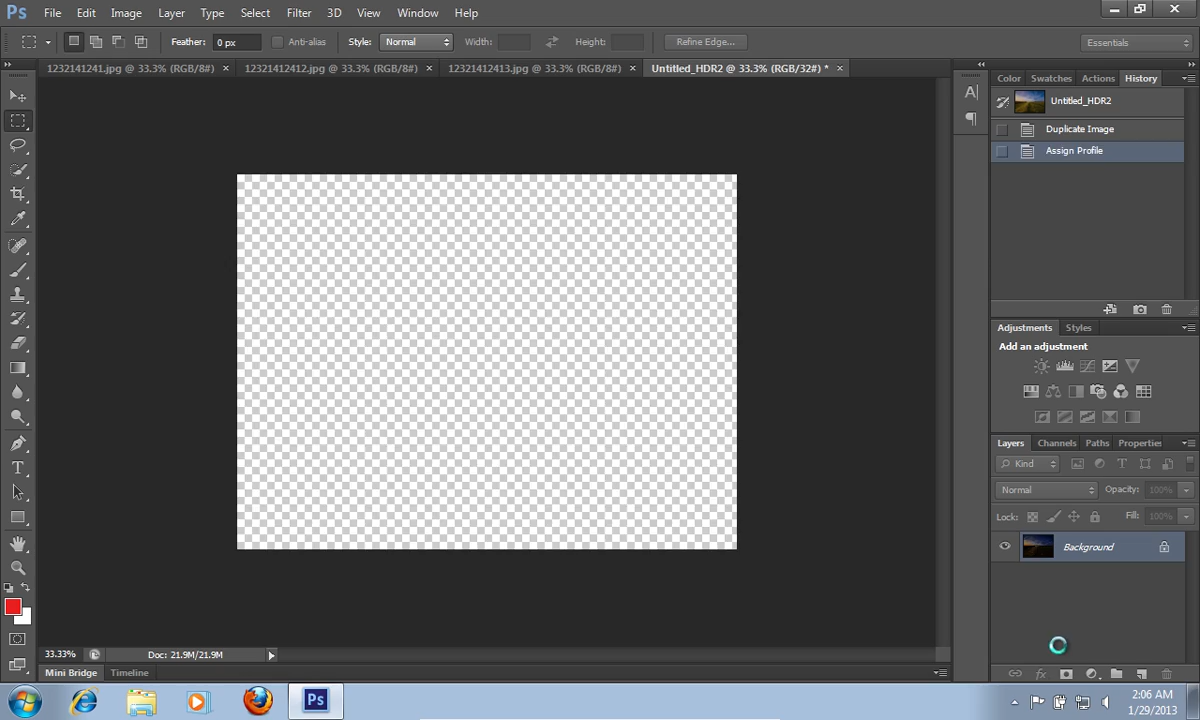 Ps File Edit Image Layer Type Select Filter 3D View Window Help
Feather: 0 px Anti-alias Style: Normal Width: Height: Refine Edge... Essentials
1232141241.jpg @ 33.3% (RGB/8#) × 12321412412.jpg @ 33.3% (RGB/8#) × 12321412413.jpg @ 33.3% (RGB/8#) × Untitled_HDR2 @ 33.3% (RGB/32#) * ×
Color Swatches Actions History
Untitled_HDR2
Duplicate Image
Assign Profile
Adjustments Styles
Add an adjustment
Layers Channels Paths Properties
Kind
Normal Opacity: 100%
Lock: Fill: 100%
Background
33.33% Doc: 21.9M/21.9M
Mini Bridge Timeline
Ps
2:06 AM
1/29/2013